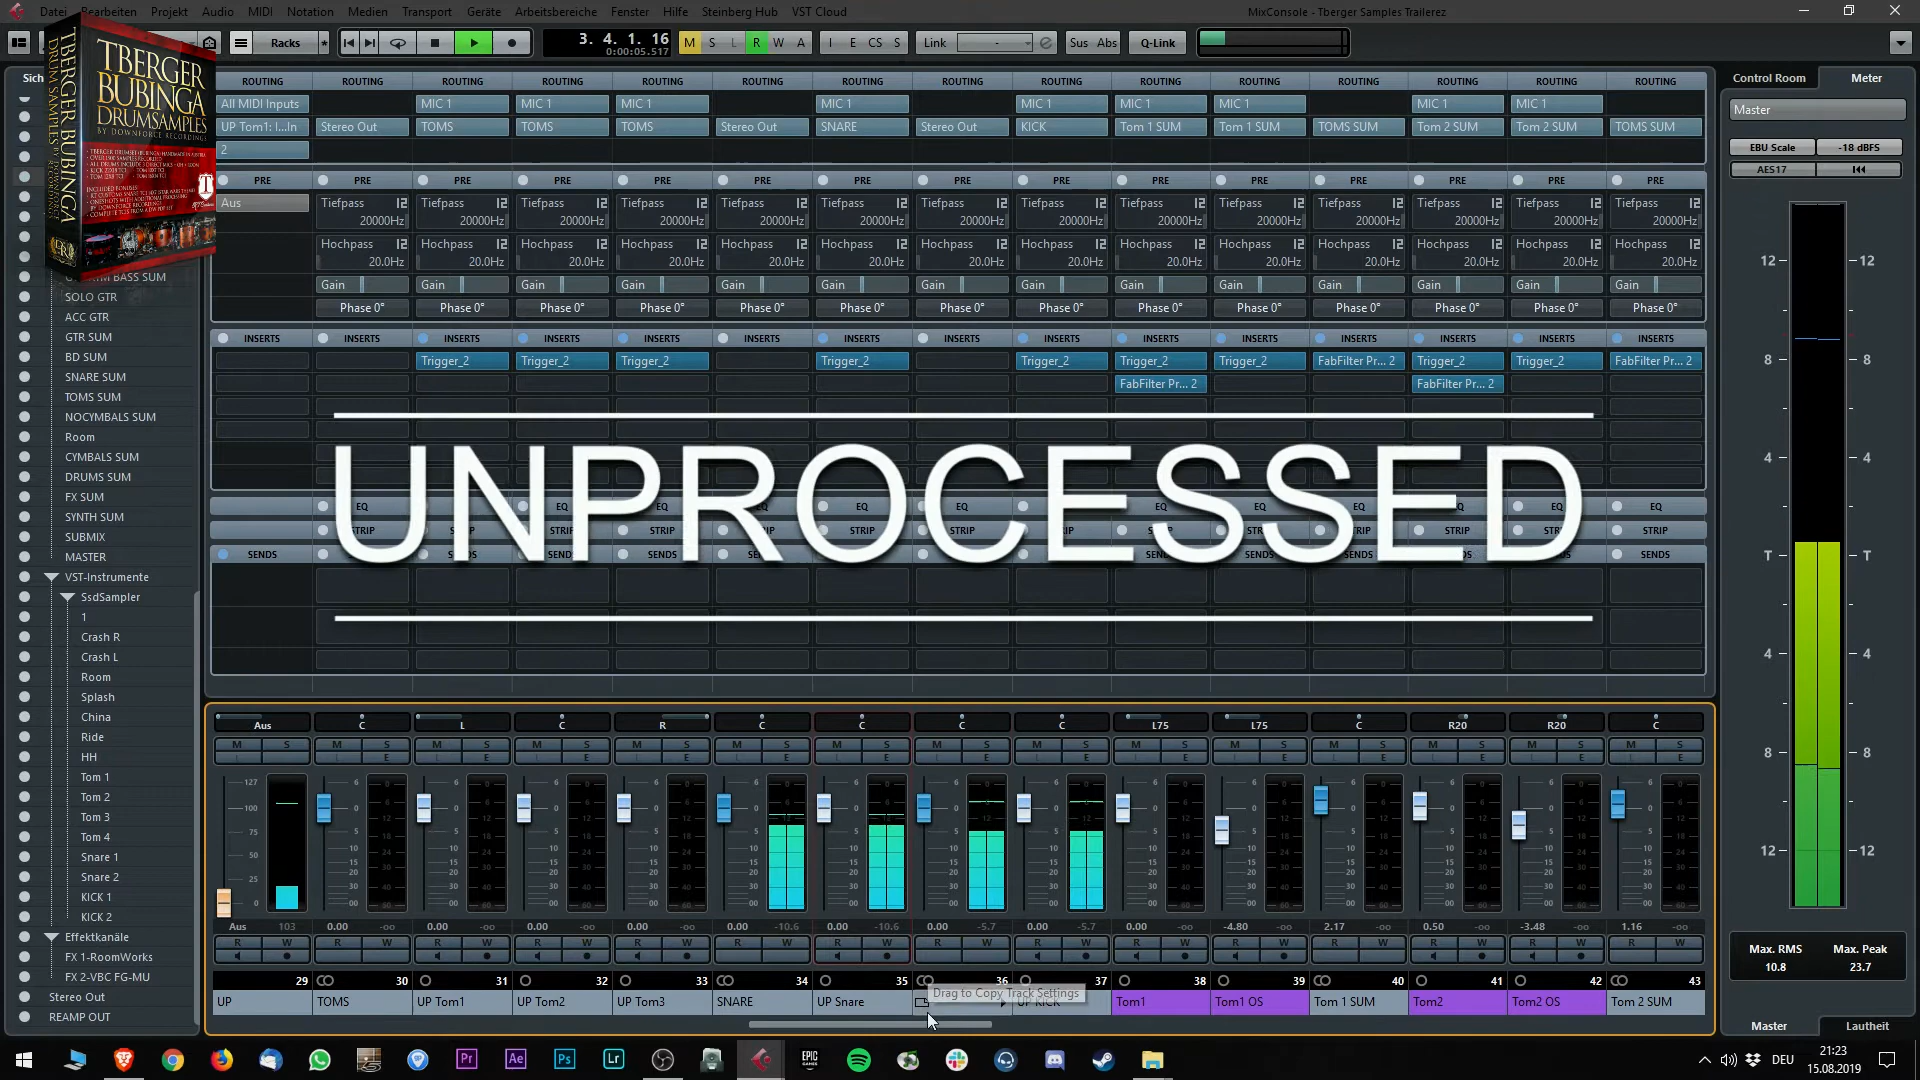 Datei Bearbeiten Projekt Audio MIDI Notation Medien Transport Geräte Arbeitsbereiche Fenster Hilfe Steinberg Hub VST Cloud
MixConsole - Tberger Samples Trailerez
Racks
3. 4. 1. 16
0:00:05.517
M S L R W A
I E CS S
Link -
Sus Abs
Q-Link
TBERGER
BUBINGA
DRUMSAMPLES
BY DOWNFORCE RECORDINGS
Sich
ROUTING ROUTING ROUTING ROUTING ROUTING ROUTING ROUTING ROUTING ROUTING ROUTING ROUTING ROUTING ROUTING ROUTING ROUTING
All MIDI Inputs MIC 1 MIC 1 MIC 1 MIC 1 MIC 1 MIC 1 MIC 1 MIC 1 MIC 1
UP Tom1: I...In Stereo Out TOMS TOMS TOMS Stereo Out SNARE Stereo Out KICK Tom 1 SUM Tom 1 SUM TOMS SUM Tom 2 SUM Tom 2 SUM TOMS SUM
2
PRE PRE PRE PRE PRE PRE PRE PRE PRE PRE PRE PRE PRE PRE PRE
Aus Tiefpass Tiefpass Tiefpass Tiefpass Tiefpass Tiefpass Tiefpass Tiefpass Tiefpass Tiefpass Tiefpass Tiefpass Tiefpass Tiefpass
20000Hz 20000Hz 20000Hz 20000Hz 20000Hz 20000Hz 20000Hz 20000Hz 20000Hz 20000Hz 20000Hz 20000Hz 20000Hz 20000Hz
Hochpass Hochpass Hochpass Hochpass Hochpass Hochpass Hochpass Hochpass Hochpass Hochpass Hochpass Hochpass Hochpass Hochpass
20.0Hz 20.0Hz 20.0Hz 20.0Hz 20.0Hz 20.0Hz 20.0Hz 20.0Hz 20.0Hz 20.0Hz 20.0Hz 20.0Hz 20.0Hz 20.0Hz
Gain Gain Gain Gain Gain Gain Gain Gain Gain Gain Gain Gain Gain Gain
Phase 0° Phase 0° Phase 0° Phase 0° Phase 0° Phase 0° Phase 0° Phase 0° Phase 0° Phase 0° Phase 0° Phase 0° Phase 0° Phase 0°
INSERTS INSERTS INSERTS INSERTS INSERTS INSERTS INSERTS INSERTS INSERTS INSERTS INSERTS INSERTS INSERTS INSERTS INSERTS
Trigger_2 Trigger_2 Trigger_2 Trigger_2 Trigger_2 Trigger_2 Trigger_2 FabFilter Pr... 2 Trigger_2 Trigger_2 FabFilter Pr... 2
FabFilter Pr... 2 FabFilter Pr... 2
UNPROCESSED
EQ EQ EQ EQ EQ EQ EQ EQ EQ
STRIP STRIP STRIP STRIP STRIP STRIP STRIP STRIP
SENDS SENDS SENDS
BASS SUM
SOLO GTR
ACC GTR
GTR SUM
BD SUM
SNARE SUM
TOMS SUM
NOCYMBALS SUM
Room
CYMBALS SUM
DRUMS SUM
FX SUM
SYNTH SUM
SUBMIX
MASTER
VST-Instrumente
SsdSampler
1
Crash R
Crash L
Room
Splash
China
Ride
HH
Tom 1
Tom 2
Tom 3
Tom 4
Snare 1
Snare 2
KICK 1
KICK 2
Effektkanäle
FX 1-RoomWorks
FX 2-VBC FG-MU
Stereo Out
REAMP OUT
Aus C L C R C C C C L75 L75 C R20 R20 C
Aus 103 0.00 -oo 0.00 -oo 0.00 -oo 0.00 -oo 0.00 -10.6 0.00 -10.6 0.00 -5.7 0.00 -5.7 0.00 -oo -4.80 -oo 2.17 -oo 0.50 -oo -3.48 -oo 1.16 -oo
29 30 31 32 33 34 35 36 37 38 39 40 41 42 43
UP TOMS UP Tom1 UP Tom2 UP Tom3 SNARE UP Snare UP KICK Tom1 Tom1 OS Tom 1 SUM Tom2 Tom2 OS Tom 2 SUM
Drag to Copy Track Settings
Control Room Meter
Master
EBU Scale -18 dBFS
AES17
12 12
8 8
4 4
T T
4 4
8 8
12 12
Max. RMS Max. Peak
10.8 23.7
Master Lautheit
DEU
21:23
15.08.2019